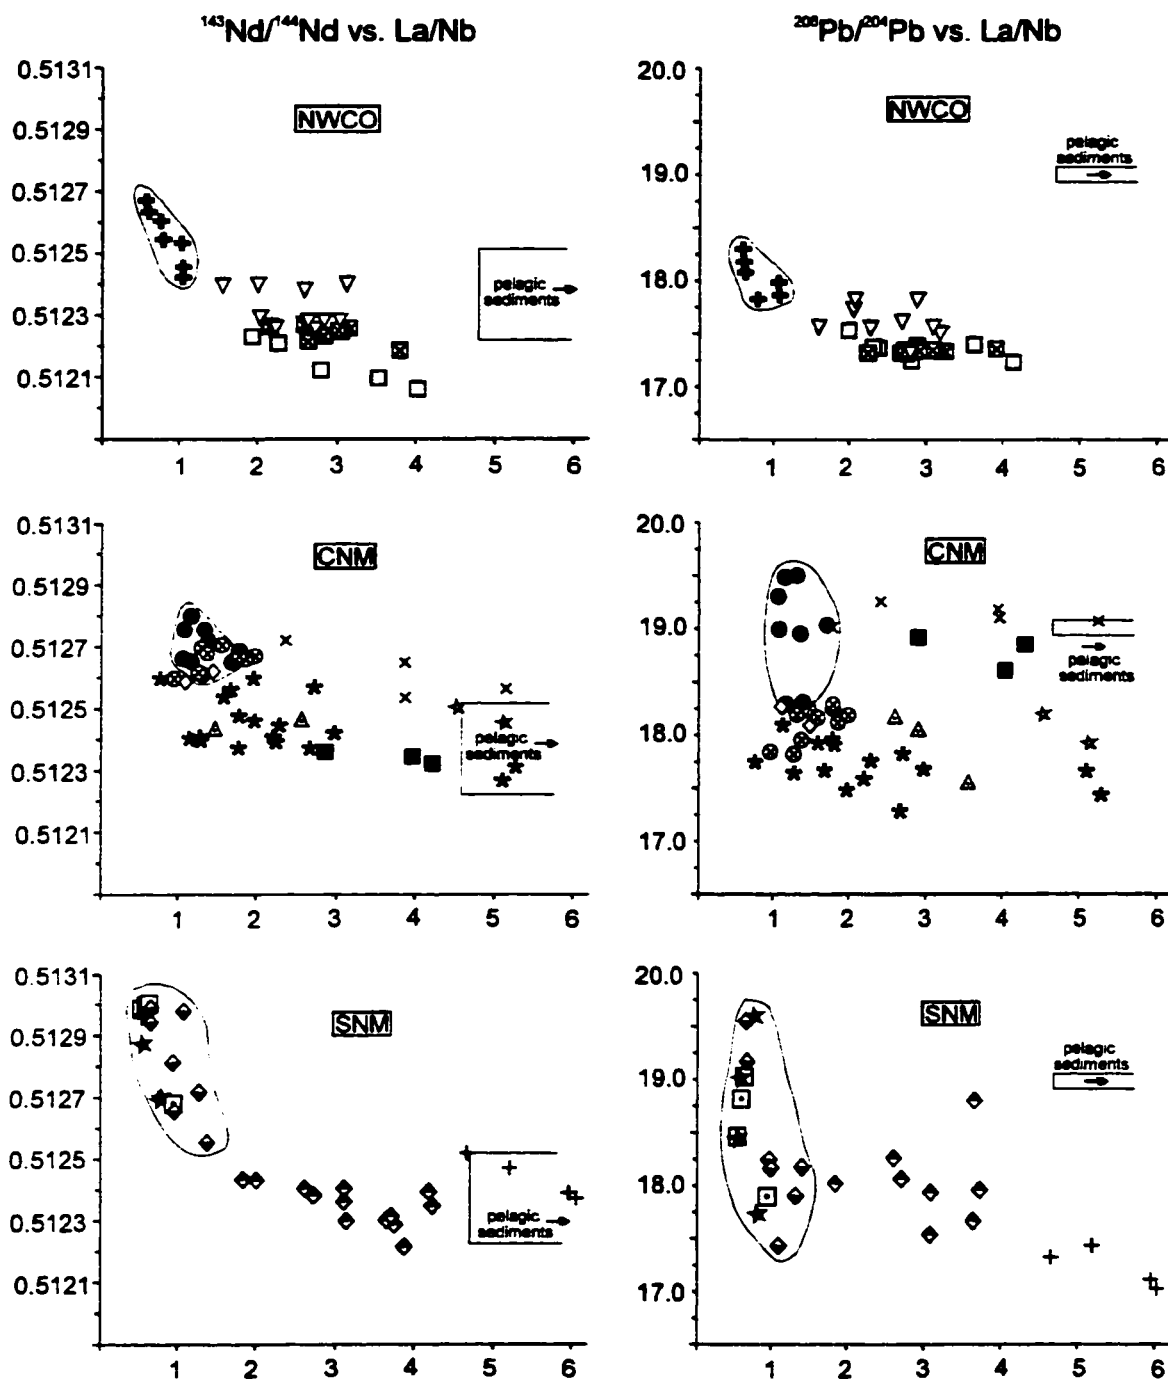 143Nd/144Nd vs. La/Nb
0.5131
0.5129
0.5127
0.5125
0.5123
0.5121
NWCO
pelagic
sediments
1 2 3 4 5 6
206Pb/204Pb vs. La/Nb
20.0
19.0
18.0
17.0
NWCO
pelagic
sediments
1 2 3 4 5 6
0.5131
0.5129
0.5127
0.5125
0.5123
0.5121
CNM
pelagic
sediments
1 2 3 4 5 6
20.0
19.0
18.0
17.0
CNM
pelagic
sediments
1 2 3 4 5 6
0.5131
0.5129
0.5127
0.5125
0.5123
0.5121
SNM
pelagic
sediments
1 2 3 4 5 6
20.0
19.0
18.0
17.0
SNM
pelagic
sediments
1 2 3 4 5 6